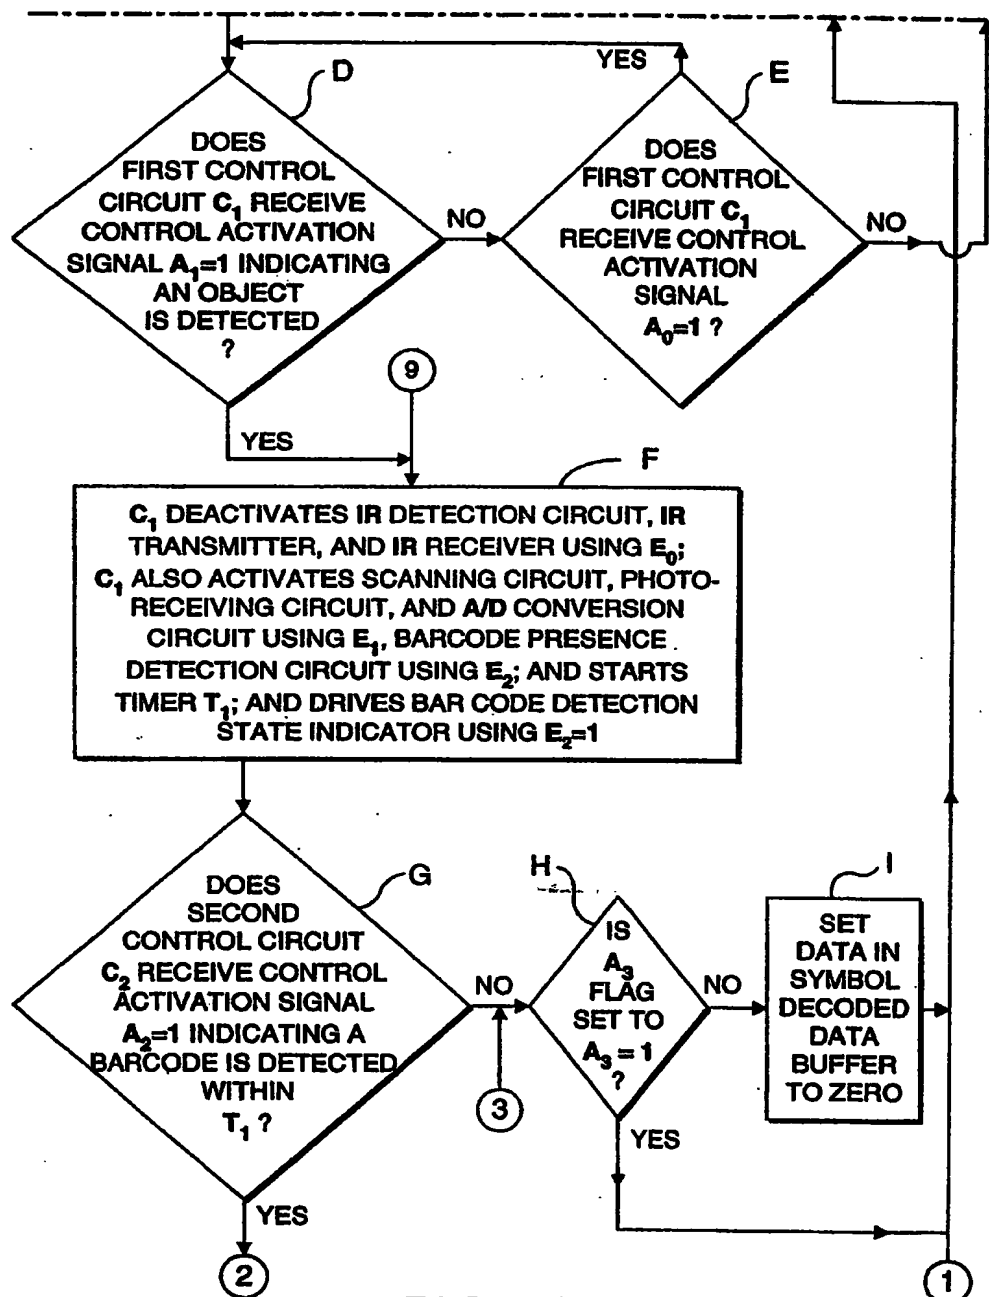 YES
D
E
DOES
FIRST CONTROL
CIRCUIT C₁ RECEIVE
CONTROL ACTIVATION
SIGNAL A₁=1 INDICATING
AN OBJECT
IS DETECTED
?
NO
DOES
FIRST CONTROL
CIRCUIT C₁
RECEIVE CONTROL
ACTIVATION
SIGNAL
A₀=1 ?
NO
9
YES
F
C₁ DEACTIVATES IR DETECTION CIRCUIT, IR
TRANSMITTER, AND IR RECEIVER USING E₀;
C₁ ALSO ACTIVATES SCANNING CIRCUIT, PHOTO-
RECEIVING CIRCUIT, AND A/D CONVERSION
CIRCUIT USING E₁, BARCODE PRESENCE
DETECTION CIRCUIT USING E₂; AND STARTS
TIMER T₁; AND DRIVES BAR CODE DETECTION
STATE INDICATOR USING E₂=1
G
DOES
SECOND
CONTROL CIRCUIT
C₂ RECEIVE CONTROL
ACTIVATION SIGNAL
A₂=1 INDICATING A
BARCODE IS DETECTED
WITHIN
T₁ ?
NO
3
H
IS
A₃
FLAG
SET TO
A₃ = 1
?
NO
I
SET
DATA IN
SYMBOL
DECODED
DATA
BUFFER
TO ZERO
YES
YES
2
1